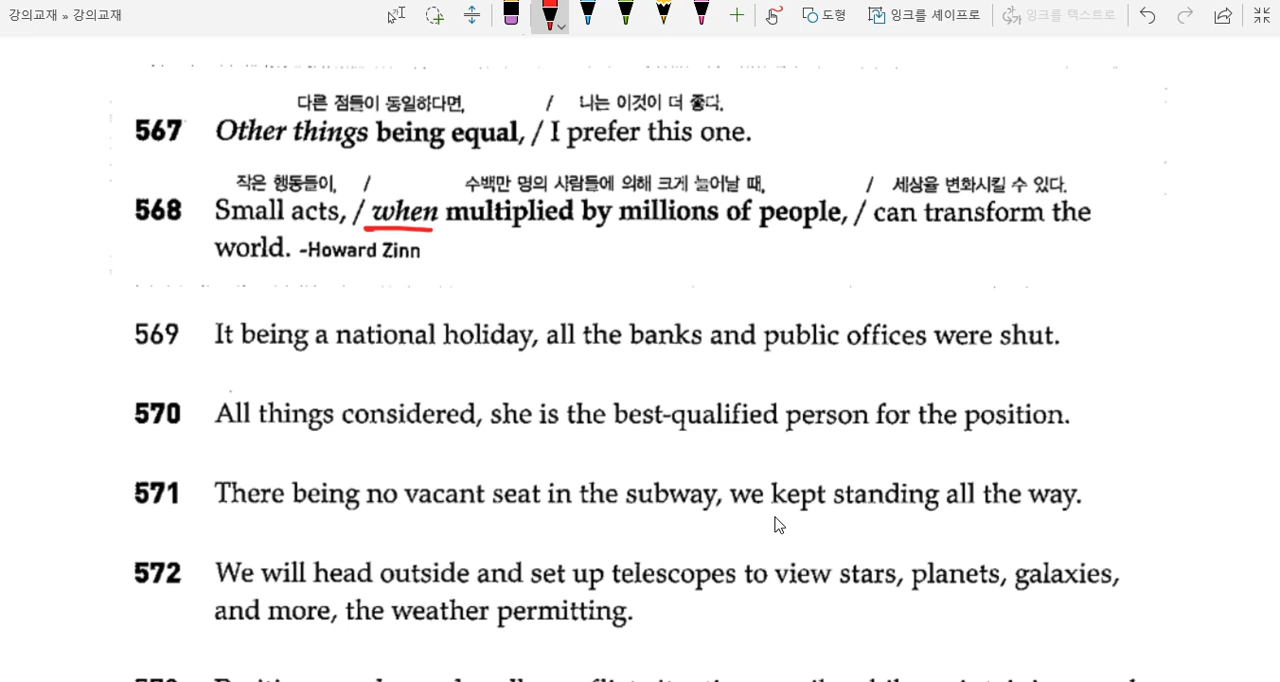 강의교재 » 강의교재
도형
잉크를 셰이프로
잉크를 텍스트로
다른 점들이 동일하다면, / 나는 이것이 더 좋다.
567 Other things being equal, / I prefer this one.
작은 행동들이, / 수백만 명의 사람들에 의해 크게 늘어날 때, / 세상을 변화시킬 수 있다.
568 Small acts, / when multiplied by millions of people, / can transform the
world. -Howard Zinn
569 It being a national holiday, all the banks and public offices were shut.
570 All things considered, she is the best-qualified person for the position.
571 There being no vacant seat in the subway, we kept standing all the way.
572 We will head outside and set up telescopes to view stars, planets, galaxies,
and more, the weather permitting.